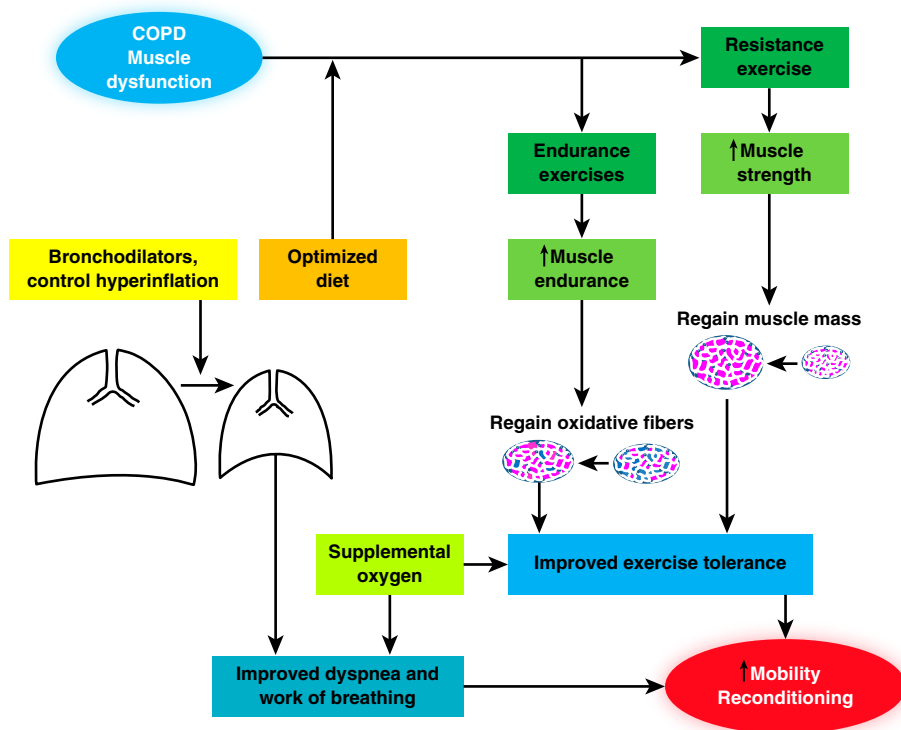 COPD
Muscle
dysfunction
Resistance
exercise
Endurance
exercises
↑Muscle
strength
Bronchodilators,
control hyperinflation
Optimized
diet
↑Muscle
endurance
Regain muscle mass
Regain oxidative fibers
Supplemental
oxygen
Improved exercise tolerance
Improved dyspnea and
work of breathing
↑Mobility
Reconditioning